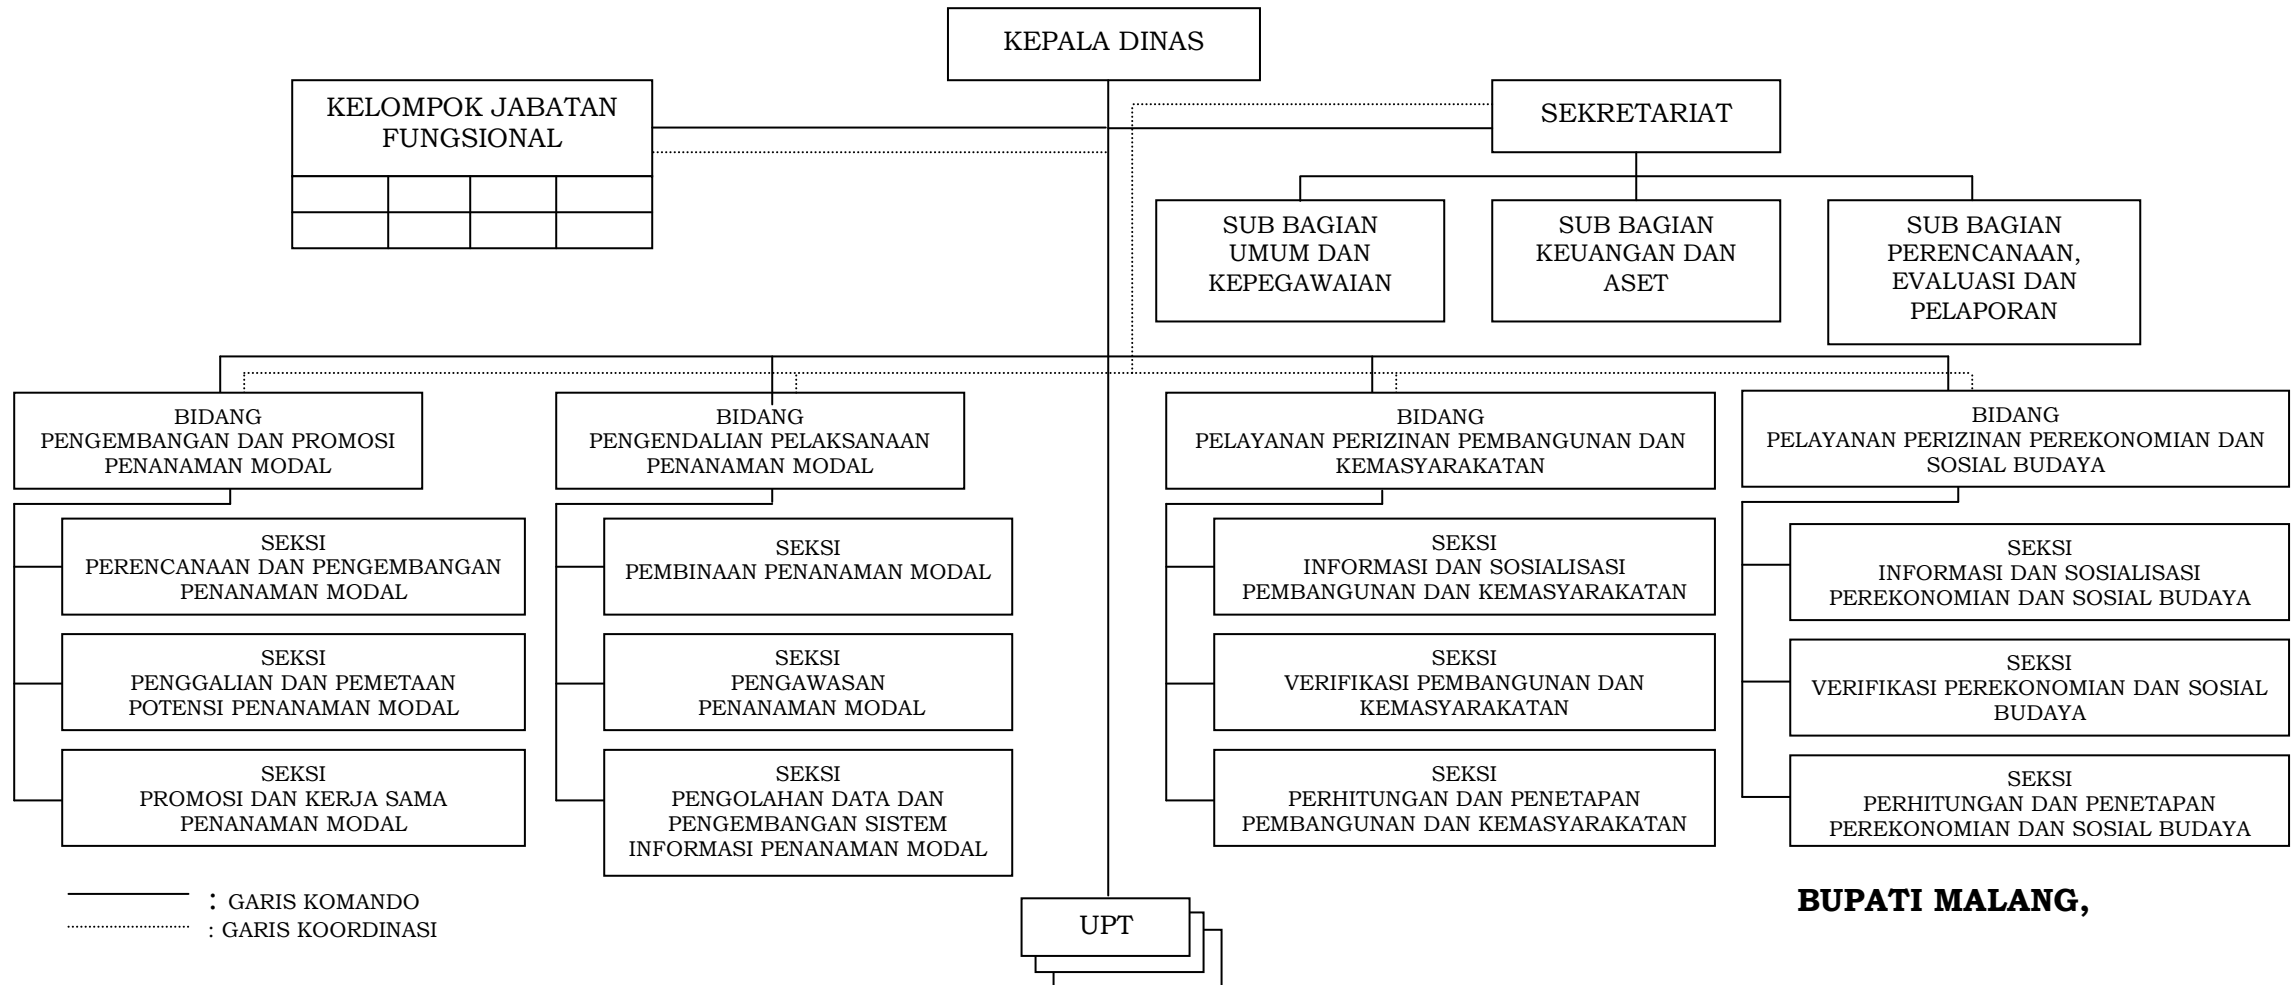 KEPALA DINAS
KELOMPOK JABATAN
FUNGSIONAL
SEKRETARIAT
SUB BAGIAN
UMUM DAN
KEPEGAWAIAN
SUB BAGIAN
KEUANGAN DAN
ASET
SUB BAGIAN
PERENCANAAN,
EVALUASI DAN
PELAPORAN
BIDANG
PENGEMBANGAN DAN PROMOSI
PENANAMAN MODAL
SEKSI
PERENCANAAN DAN PENGEMBANGAN
PENANAMAN MODAL
SEKSI
PENGGALIAN DAN PEMETAAN
POTENSI PENANAMAN MODAL
SEKSI
PROMOSI DAN KERJA SAMA
PENANAMAN MODAL
BIDANG
PENGENDALIAN PELAKSANAAN
PENANAMAN MODAL
SEKSI
PEMBINAAN PENANAMAN MODAL
SEKSI
PENGAWASAN
PENANAMAN MODAL
SEKSI
PENGOLAHAN DATA DAN
PENGEMBANGAN SISTEM
INFORMASI PENANAMAN MODAL
BIDANG
PELAYANAN PERIZINAN PEMBANGUNAN DAN
KEMASYARAKATAN
SEKSI
INFORMASI DAN SOSIALISASI
PEMBANGUNAN DAN KEMASYARAKATAN
SEKSI
VERIFIKASI PEMBANGUNAN DAN
KEMASYARAKATAN
SEKSI
PERHITUNGAN DAN PENETAPAN
PEMBANGUNAN DAN KEMASYARAKATAN
BIDANG
PELAYANAN PERIZINAN PEREKONOMIAN DAN
SOSIAL BUDAYA
SEKSI
INFORMASI DAN SOSIALISASI
PEREKONOMIAN DAN SOSIAL BUDAYA
SEKSI
VERIFIKASI PEREKONOMIAN DAN SOSIAL
BUDAYA
SEKSI
PERHITUNGAN DAN PENETAPAN
PEREKONOMIAN DAN SOSIAL BUDAYA
: GARIS KOMANDO
: GARIS KOORDINASI
UPT
BUPATI MALANG,